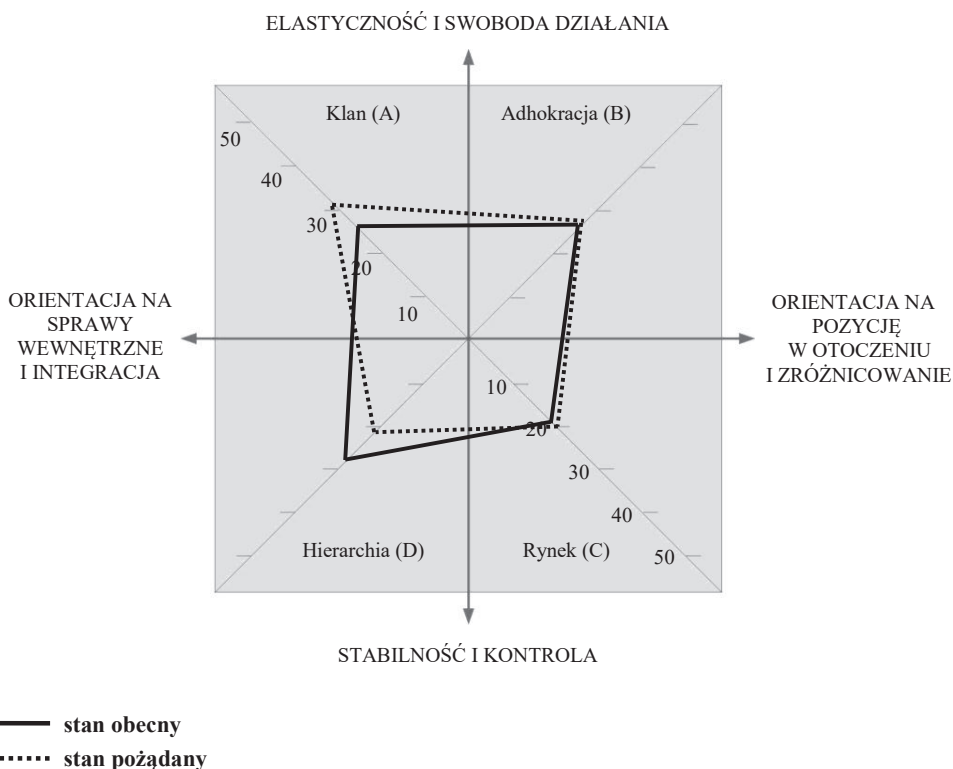 ELASTYCZNOŚĆ I SWOBODA DZIAŁANIA
Klan (A)
Adhokracja (B)
50
40
30
20
10
ORIENTACJA NA
SPRAWY
WEWNĘTRZNE
I INTEGRACJA
ORIENTACJA NA
POZYCJĘ
W OTOCZENIU
I ZRÓŻNICOWANIE
10
20
30
40
50
Hierarchia (D)
Rynek (C)
STABILNOŚĆ I KONTROLA
stan obecny
stan pożądany